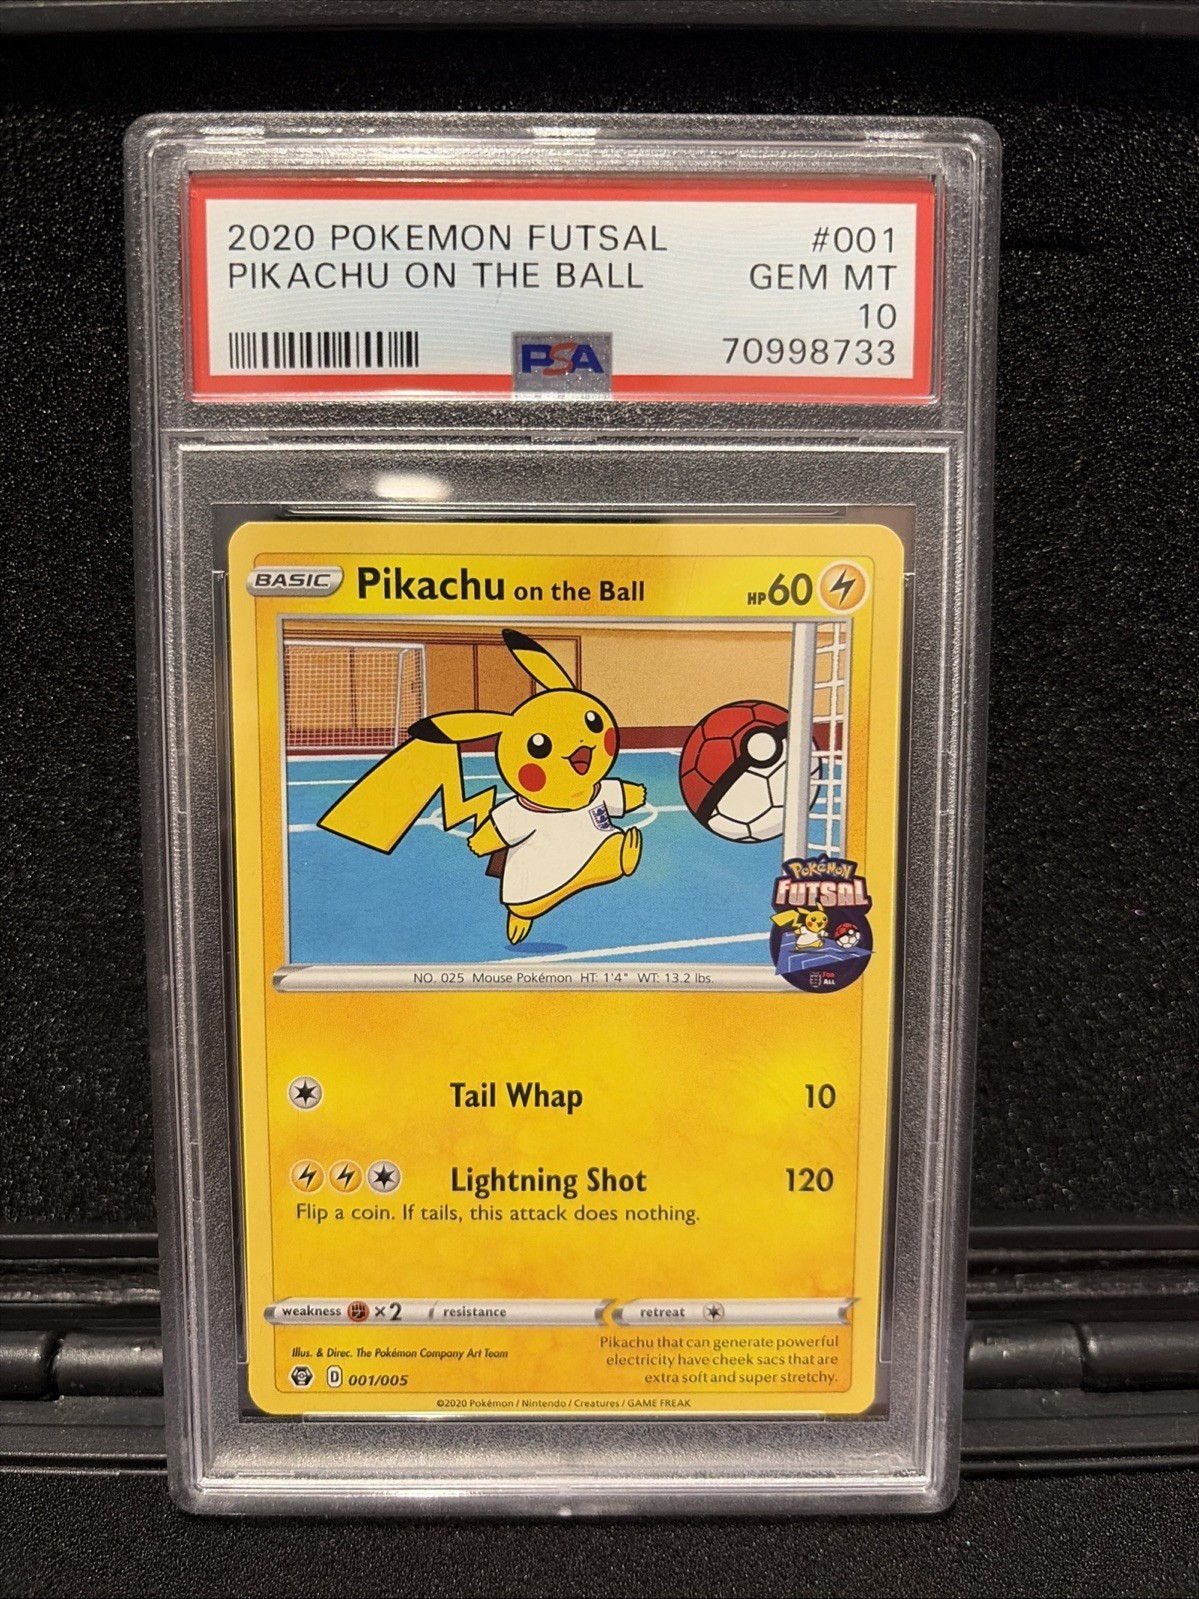 2020 POKEMON FUTSAL #001
PIKACHU ON THE BALL GEM MT
10
PSA 70998733
BASIC Pikachu on the Ball HP60
POKéMON
FUTSAL
FOR
ALL
NO. 025 Mouse Pokémon HT: 1'4" WT: 13.2 lbs.
Tail Whap 10
Lightning Shot 120
Flip a coin. If tails, this attack does nothing.
weakness ×2 resistance retreat
Illus. & Direc. The Pokémon Company Art Team
D 001/005
Pikachu that can generate powerful
electricity have cheek sacs that are
extra soft and super stretchy.
©2020 Pokémon / Nintendo / Creatures / GAME FREAK